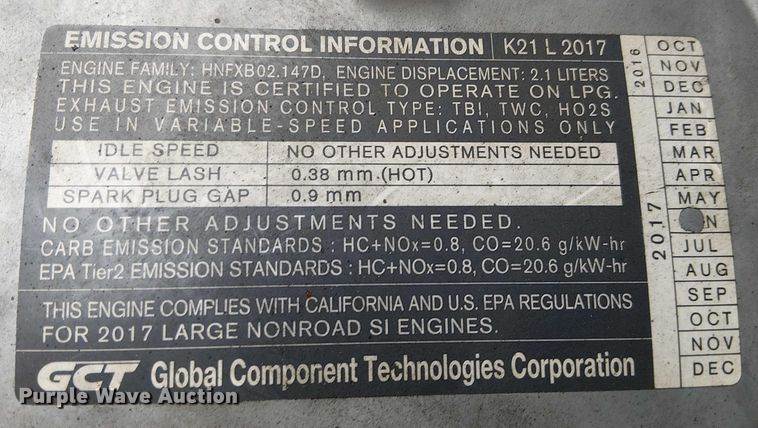 EMISSION CONTROL INFORMATION K21 L 2017
ENGINE FAMILY: HNFXB02.147D, ENGINE DISPLACEMENT: 2.1 LITERS
THIS ENGINE IS CERTIFIED TO OPERATE ON LPG.
EXHAUST EMISSION CONTROL TYPE: TBI, TWC, HO2S
USE IN VARIABLE-SPEED APPLICATIONS ONLY
IDLE SPEED NO OTHER ADJUSTMENTS NEEDED
VALVE LASH 0.38 mm (HOT)
SPARK PLUG GAP 0.9 mm
NO OTHER ADJUSTMENTS NEEDED.
CARB EMISSION STANDARDS : HC+NOx=0.8, CO=20.6 g/kW-hr
EPA Tier2 EMISSION STANDARDS : HC+NOx=0.8, CO=20.6 g/kW-hr
THIS ENGINE COMPLIES WITH CALIFORNIA AND U.S. EPA REGULATIONS
FOR 2017 LARGE NONROAD SI ENGINES.
GCT Global Component Technologies Corporation
2016
OCT
NOV
DEC
2017
JAN
FEB
MAR
APR
MAY
JUL
AUG
SEP
OCT
NOV
DEC
Purple Wave Auction